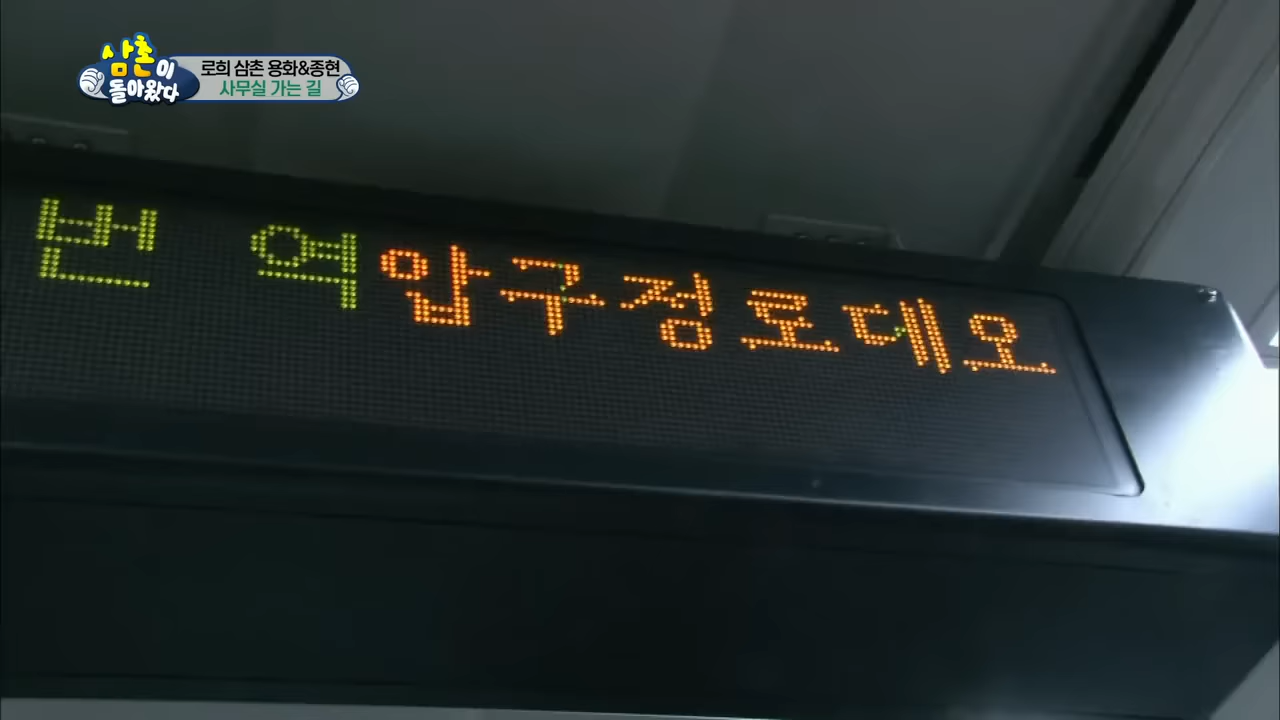 삼촌이
돌아왔다
로희 삼촌 용화&종현
사무실 가는 길
번 역 압구정로데오